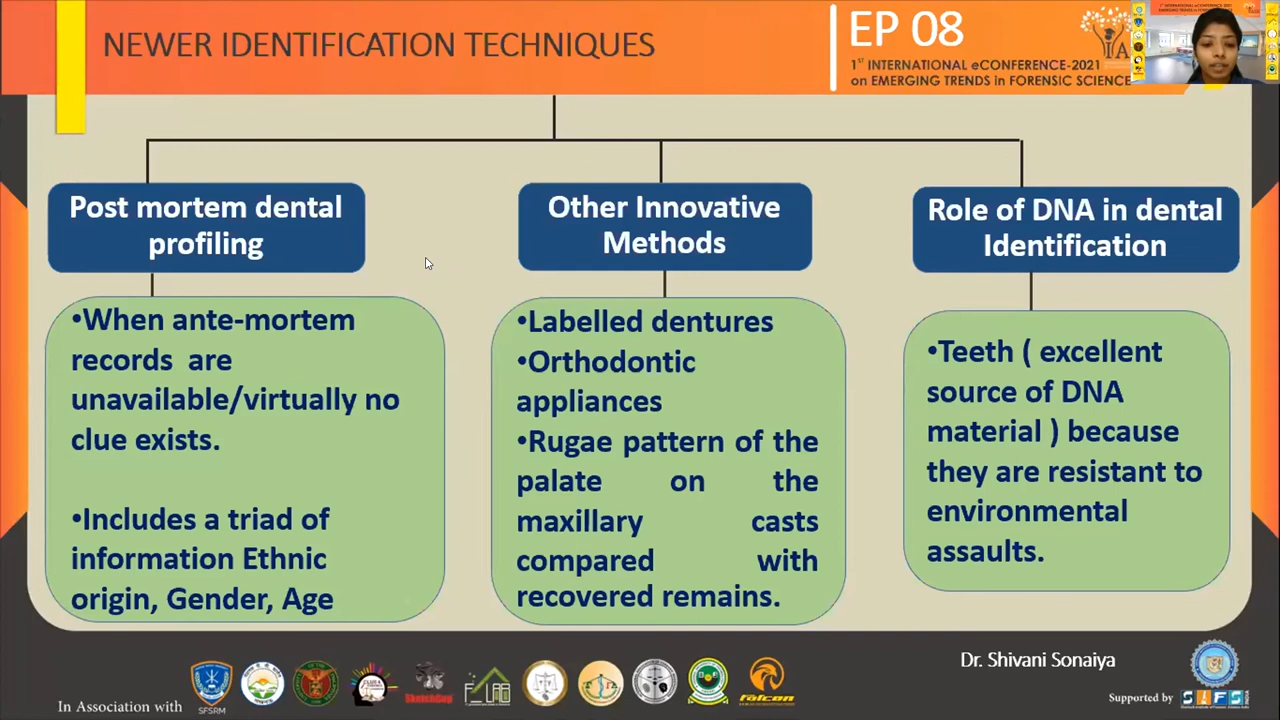 NEWER IDENTIFICATION TECHNIQUES
EP 08
1ST INTERNATIONAL eCONFERENCE-2021
on EMERGING TRENDS in FORENSIC SCIENCE
Post mortem dental
profiling
•When ante-mortem
records are
unavailable/virtually no
clue exists.
•Includes a triad of
information Ethnic
origin, Gender, Age
Other Innovative
Methods
•Labelled dentures
•Orthodontic
appliances
•Rugae pattern of the
palate on the
maxillary casts
compared with
recovered remains.
Role of DNA in dental
Identification
•Teeth ( excellent
source of DNA
material ) because
they are resistant to
environmental
assaults.
Dr. Shivani Sonaiya
In Association with
SFSRM
falcon
Supported by
SIFS